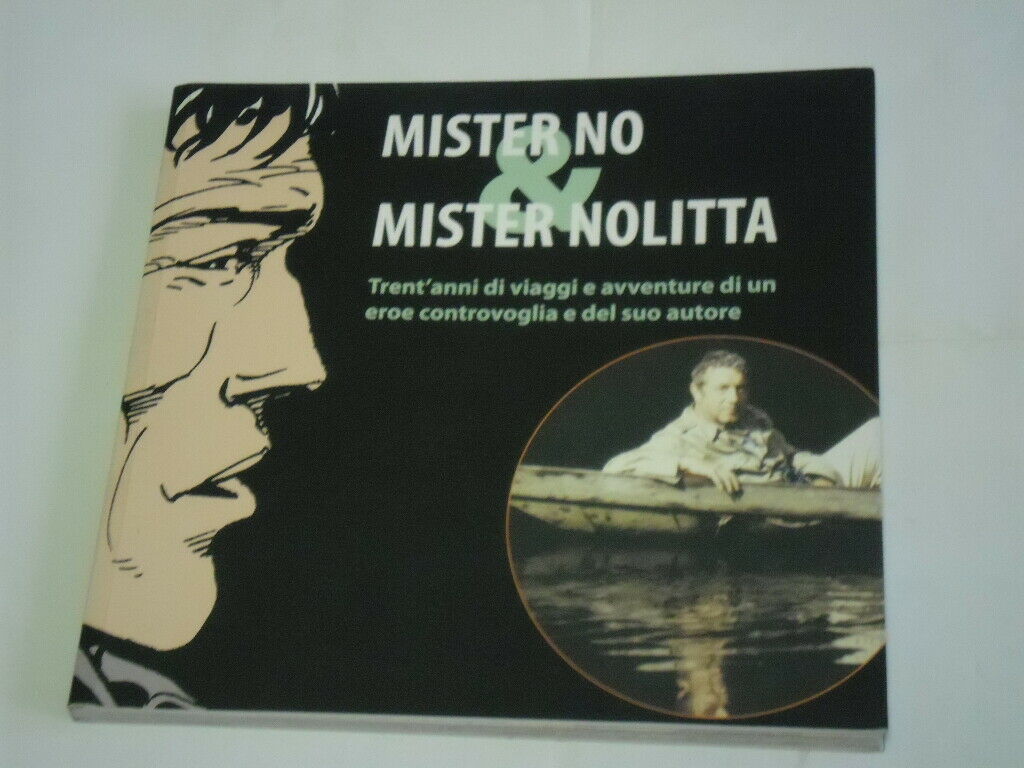 MISTER NO
&
MISTER NOLITTA
Trent'anni di viaggi e avventure di un
eroe controvoglia e del suo autore